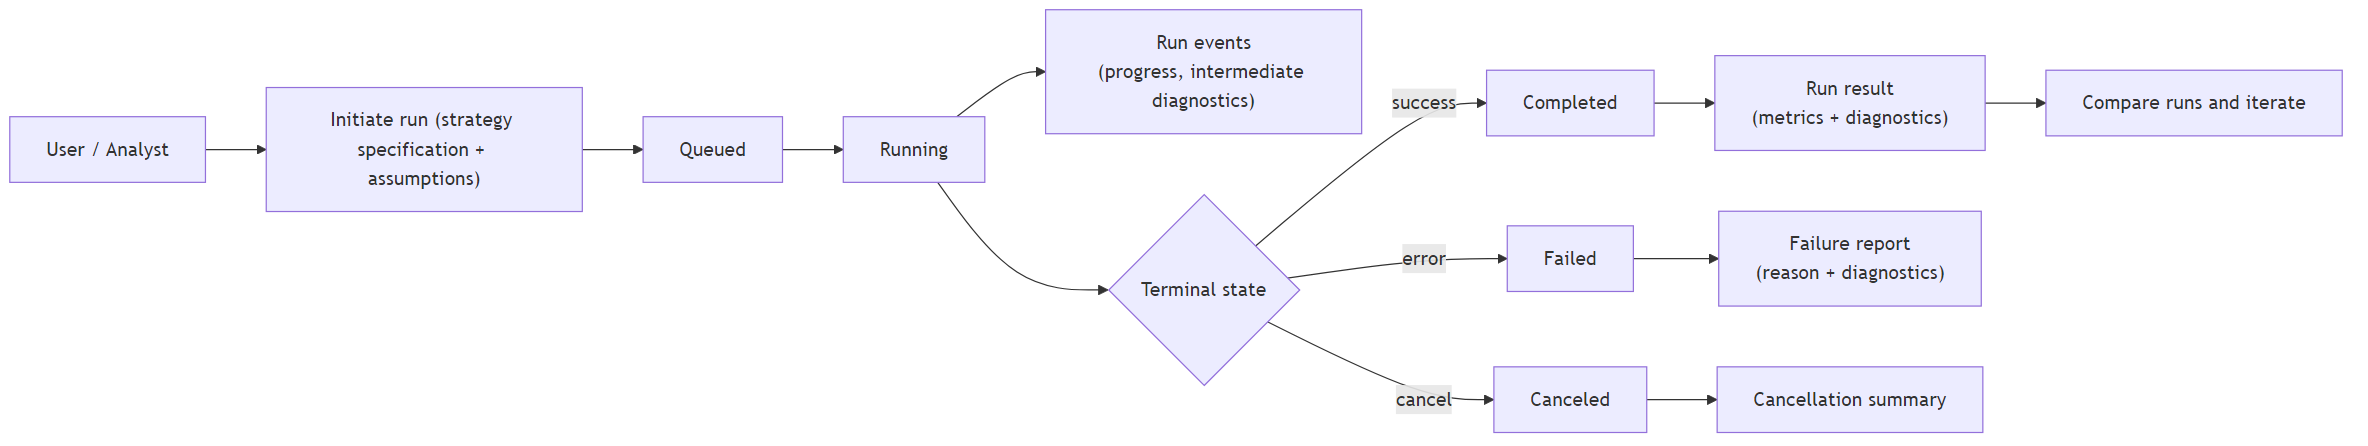 User / Analyst
Initiate run (strategy
specification +
assumptions)
Queued
Running
Run events
(progress, intermediate
diagnostics)
Terminal state
success
error
cancel
Completed
Failed
Canceled
Run result
(metrics + diagnostics)
Failure report
(reason + diagnostics)
Cancellation summary
Compare runs and iterate